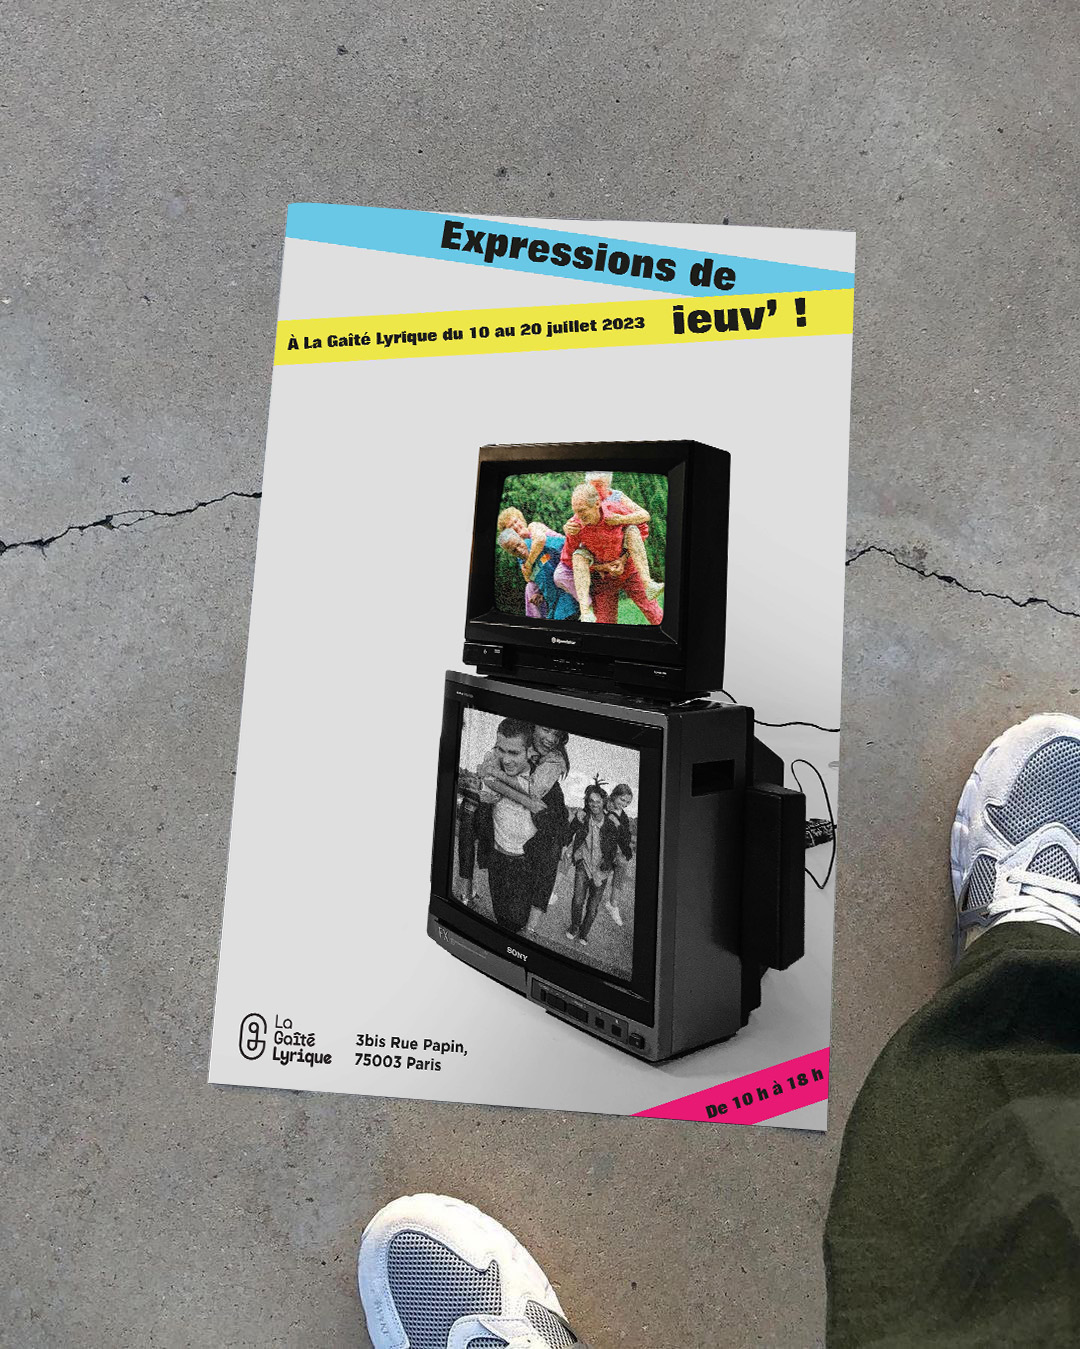 Expressions de
ieuv' !
À La Gaîté Lyrique du 10 au 20 juillet 2023
SONY
La
Gaîté
Lyrique
3bis Rue Papin,
75003 Paris
De 10 h à 18 h